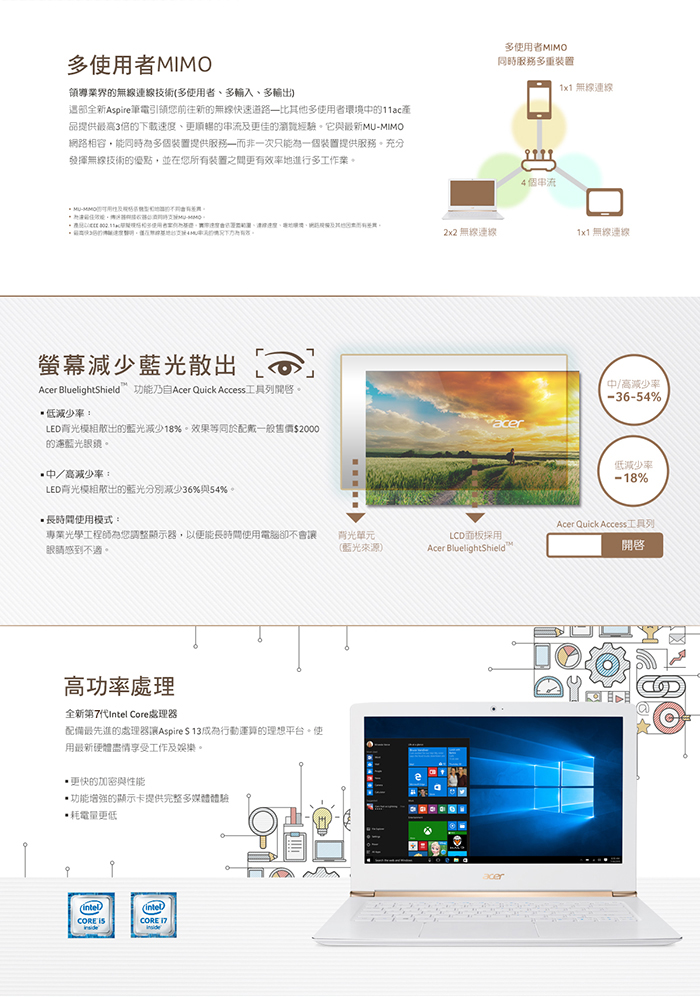 多使用者MIMO
領導業界的無線連線技術(多使用者、多輸入、多輸出)
這部全新Aspire筆電引領您前往新的無線快速道路—比其他多使用者環境中的11ac產
品提供最高3倍的下載速度、更順暢的串流及更佳的瀏覽經驗。它與最新MU-MIMO
網路相容，能同時為多個裝置提供服務—而非一次只能為一個裝置提供服務。充分
發揮無線技術的優點，並在您所有裝置之間更有效率地進行多工作業。
多使用者MIMO
同時服務多重裝置
1x1 無線連線
4 個串流
2x2 無線連線
1x1 無線連線
螢幕減少藍光散出
Acer BluelightShield™ 功能乃自Acer Quick Access工具列開啓。
▪低減少率：
LED背光模組散出的藍光減少18%。效果等同於配戴一般售價$2000
的濾藍光眼鏡。
▪中／高減少率：
LED背光模組散出的藍光分別減少36%與54%。
▪長時間使用模式：
專業光學工程師為您調整顯示器，以便能長時間使用電腦卻不會讓
眼睛感到不適。
acer
背光單元
(藍光來源)
LCD面板採用
Acer BluelightShield™
中/高減少率
-36-54%
低減少率
-18%
Acer Quick Access工具列
開啓
高功率處理
全新第7代Intel Core處理器
配備最先進的處理器讓Aspire S 13成為行動運算的理想平台。使
用最新硬體盡情享受工作及娛樂。
▪更快的加密與性能
▪功能增強的顯示卡提供完整多媒體體驗
▪耗電量更低
intel
CORE i5
inside
intel
CORE i7
inside
acer